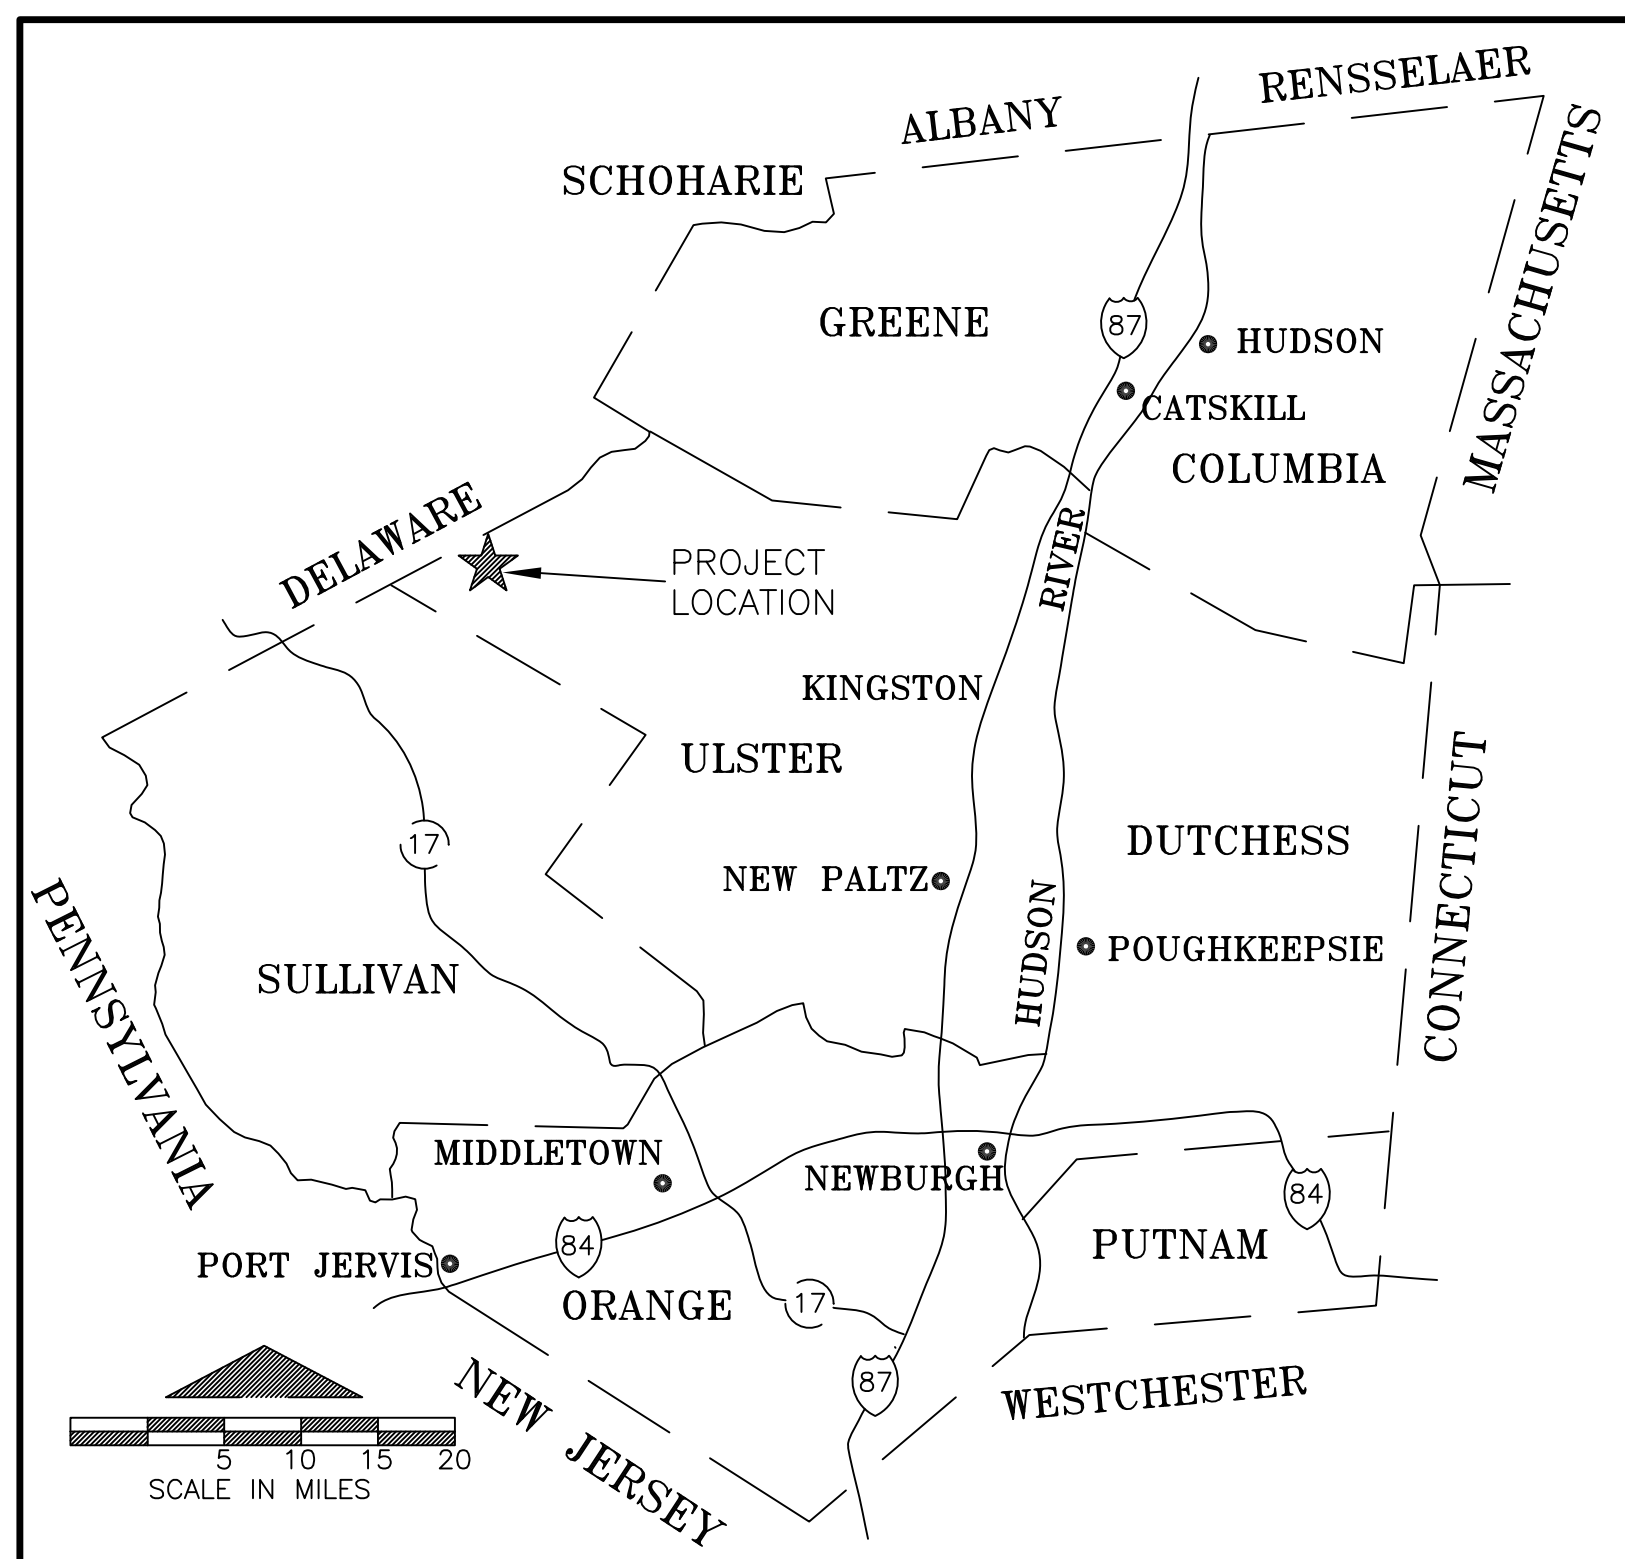 RENSSELAER
ALBANY
MASSACHUSETTS
SCHOHARIE
GREENE
87
HUDSON
CATSKILL
COLUMBIA
DELAWARE
PROJECT
LOCATION
RIVER
KINGSTON
ULSTER
CONNECTICUT
17
DUTCHESS
NEW PALTZ
HUDSON
POUGHKEEPSIE
PENNSYLVANIA
SULLIVAN
MIDDLETOWN
NEWBURGH
84
84
PUTNAM
PORT JERVIS
ORANGE
17
87
WESTCHESTER
NEW JERSEY
5 10 15 20
SCALE IN MILES